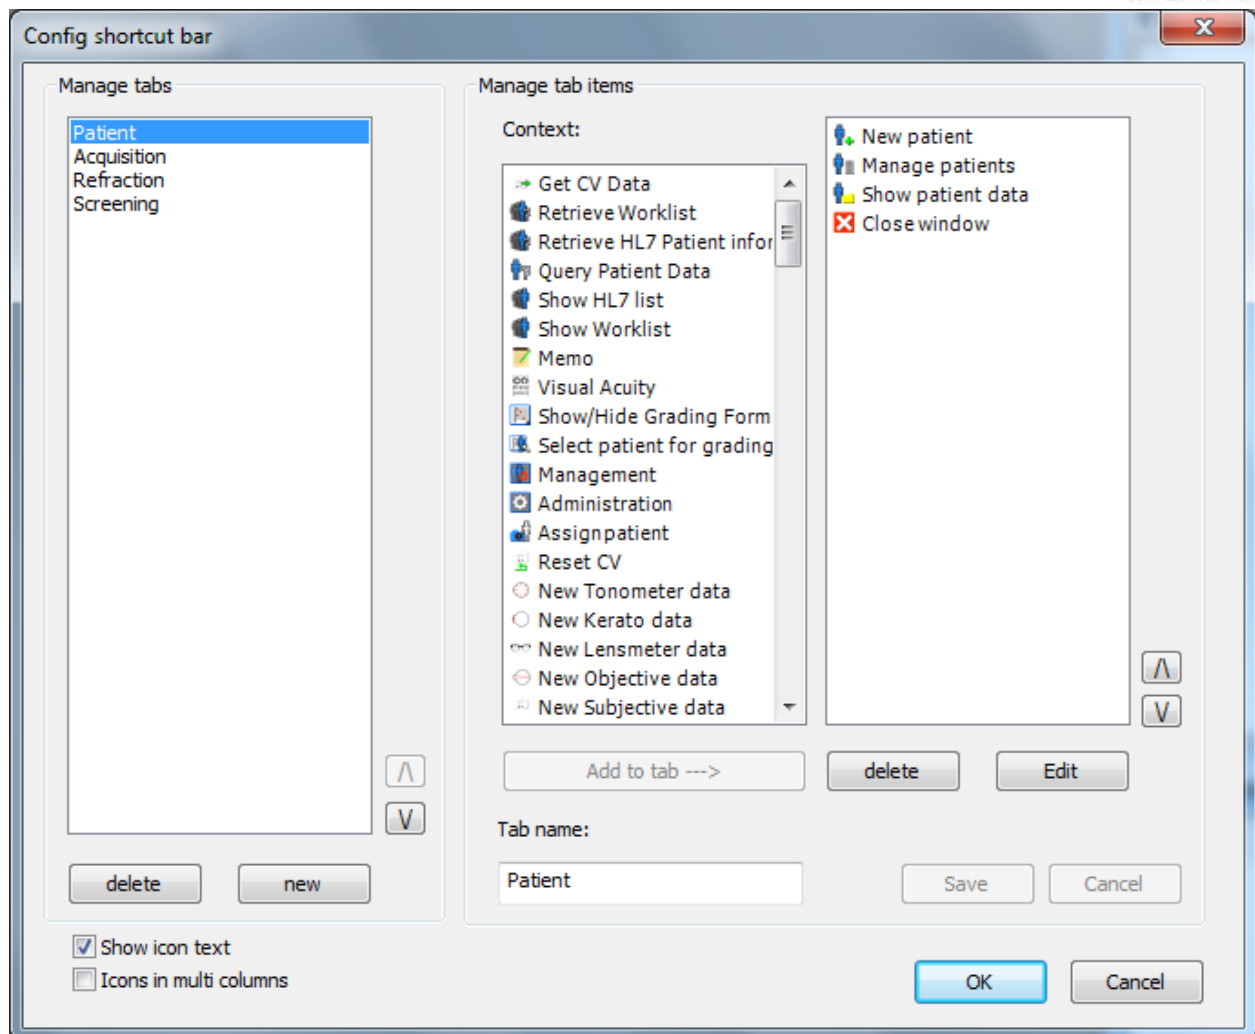 Config shortcut bar
X
Manage tabs
Patient
Acquisition
Refraction
Screening
/\
V
delete
new
Manage tab items
Context:
Get CV Data
Retrieve Worklist
Retrieve HL7 Patient infor
Query Patient Data
Show HL7 list
Show Worklist
Memo
Visual Acuity
Show/Hide Grading Form
Select patient for grading
Management
Administration
Assign patient
Reset CV
New Tonometer data
New Kerato data
New Lensmeter data
New Objective data
New Subjective data
New patient
Manage patients
Show patient data
Close window
/\
V
Add to tab --->
delete
Edit
Tab name:
Patient
Save
Cancel
Show icon text
Icons in multi columns
OK
Cancel